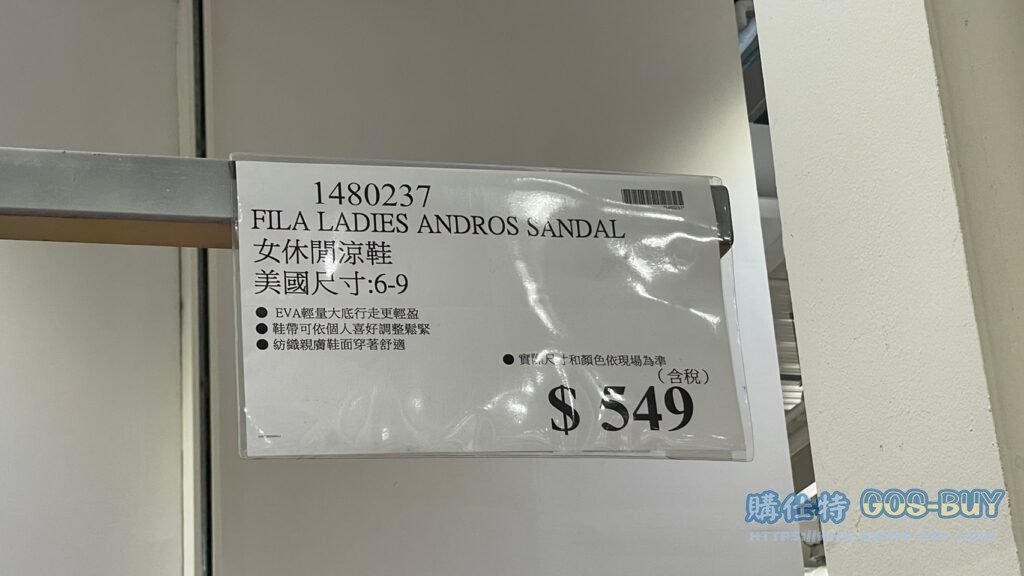 1480237
FILA LADIES ANDROS SANDAL
女休閒涼鞋
美國尺寸:6-9
● EVA輕量大底行走更輕盈
● 鞋帶可依個人喜好調整鬆緊
● 紡織親膚鞋面穿著舒適
● 實際尺寸和顏色依現場為準
(含稅)
$ 549
購仕特 GOS-BUY